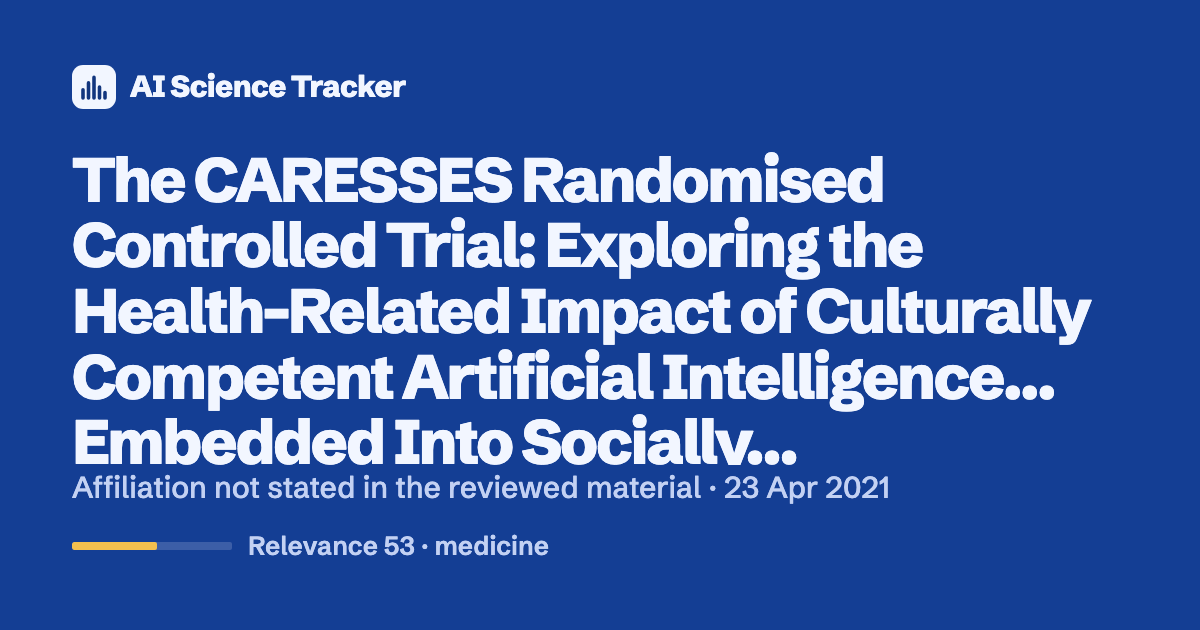 AI Science Tracker
The CARESSES Randomised
Controlled Trial: Exploring the
Health-Related Impact of Culturally
Competent Artificial Intelligence...
Embedded Into Socially...
Affiliation not stated in the reviewed material · 23 Apr 2021
Relevance 53 · medicine